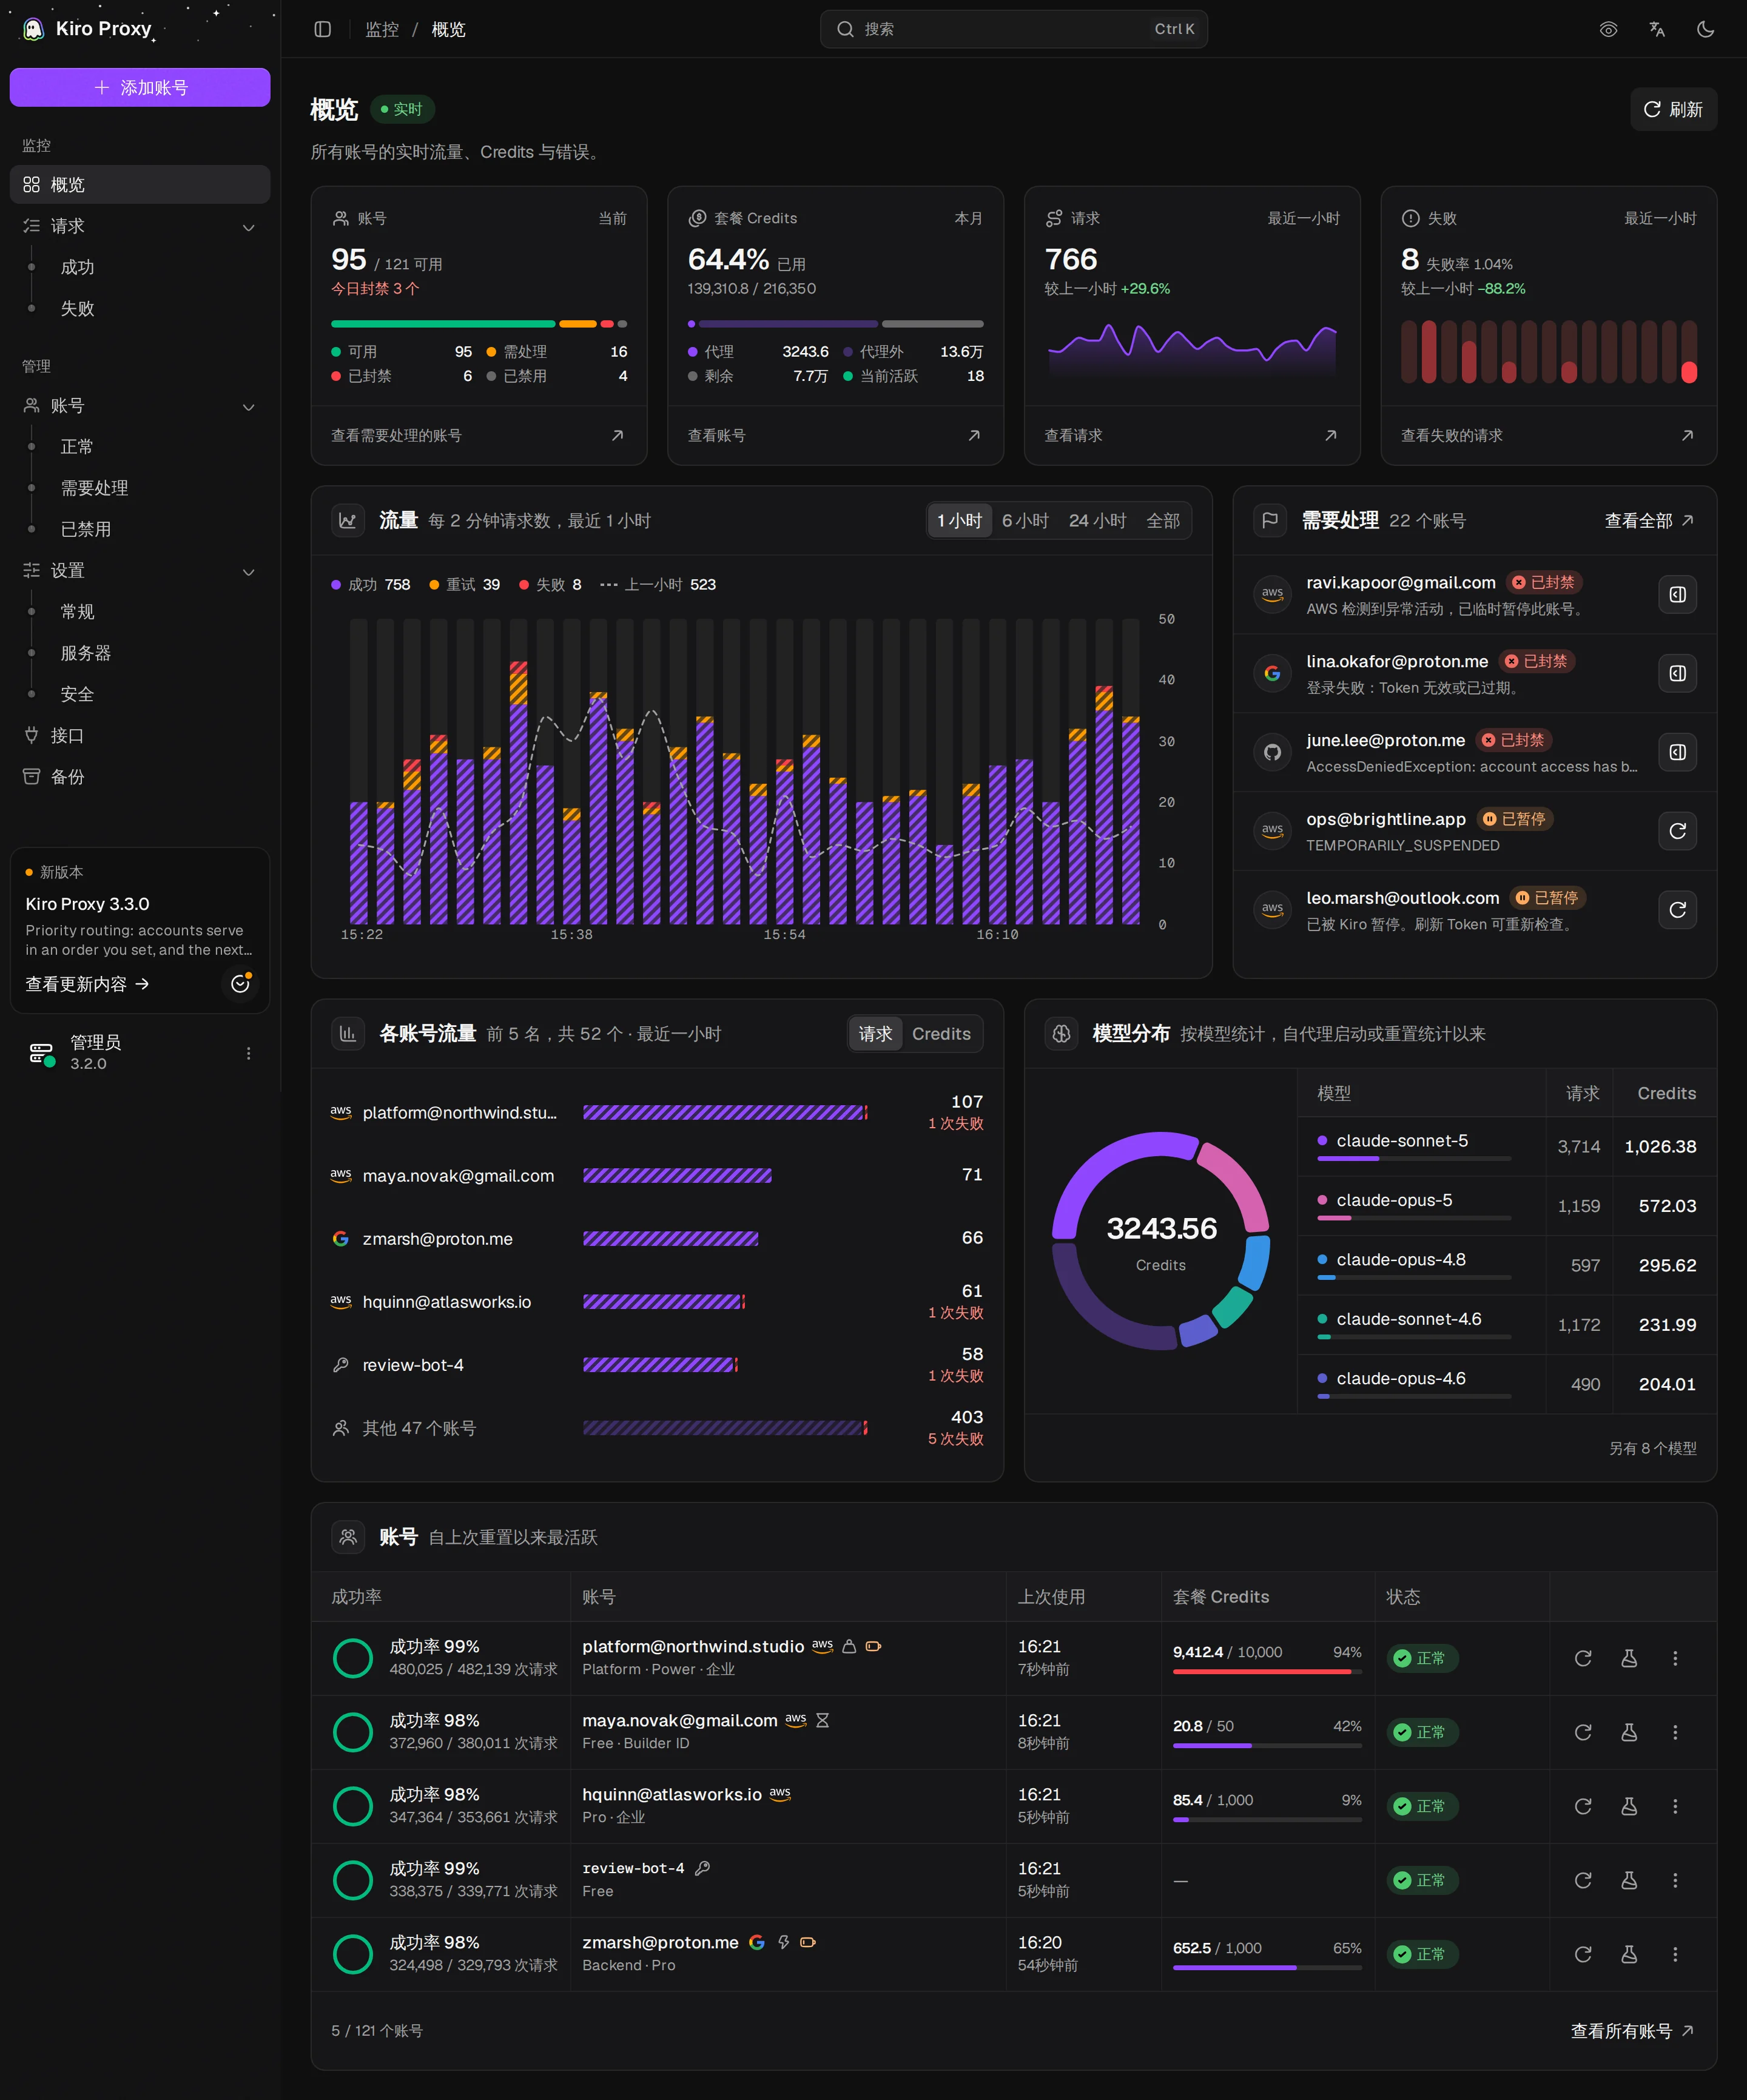 Kiro Proxy
添加账号
监控
概览
请求
成功
失败
管理
账号
正常
需要处理
已禁用
设置
常规
服务器
安全
接口
备份
新版本
Kiro Proxy 3.3.0
Priority routing: accounts serve
in an order you set, and the next...
查看更新内容
管理员
3.2.0
监控 / 概览
搜索 Ctrl K
概览 实时
刷新
所有账号的实时流量、Credits 与错误。
账号 当前
95 / 121 可用
今日封禁 3 个
可用 95 需处理 16
已封禁 6 已禁用 4
查看需要处理的账号
套餐 Credits 本月
64.4% 已用
139,310.8 / 216,350
代理 3243.6 代理外 13.6万
剩余 7.7万 当前活跃 18
查看账号
请求 最近一小时
766
较上一小时 +29.6%
查看请求
失败 最近一小时
8 失败率 1.04%
较上一小时 -88.2%
查看失败的请求
流量 每 2 分钟请求数，最近 1 小时
1 小时 6 小时 24 小时 全部
成功 758 重试 39 失败 8 上一小时 523
50
40
30
20
10
0
15:22 15:38 15:54 16:10
需要处理 22 个账号 查看全部
aws ravi.kapoor@gmail.com 已封禁
AWS 检测到异常活动，已临时暂停此账号。
lina.okafor@proton.me 已封禁
登录失败：Token 无效或已过期。
june.lee@proton.me 已封禁
AccessDeniedException: account access has b...
aws ops@brightline.app 已暂停
TEMPORARILY_SUSPENDED
aws leo.marsh@outlook.com 已暂停
已被 Kiro 暂停。刷新 Token 可重新检查。
各账号流量 前 5 名，共 52 个 · 最近一小时
请求 Credits
aws platform@northwind.stu... 107
1 次失败
aws maya.novak@gmail.com 71
zmarsh@proton.me 66
aws hquinn@atlasworks.io 61
1 次失败
review-bot-4 58
1 次失败
其他 47 个账号 403
5 次失败
模型分布 按模型统计，自代理启动或重置统计以来
3243.56
Credits
模型 请求 Credits
claude-sonnet-5 3,714 1,026.38
claude-opus-5 1,159 572.03
claude-opus-4.8 597 295.62
claude-sonnet-4.6 1,172 231.99
claude-opus-4.6 490 204.01
另有 8 个模型
账号 自上次重置以来最活跃
成功率 账号 上次使用 套餐 Credits 状态
成功率 99% platform@northwind.studio aws 16:21 9,412.4 / 10,000 94% 正常
480,025 / 482,139 次请求 Platform · Power · 企业 7秒钟前
成功率 98% maya.novak@gmail.com aws 16:21 20.8 / 50 42% 正常
372,960 / 380,011 次请求 Free · Builder ID 8秒钟前
成功率 98% hquinn@atlasworks.io aws 16:21 85.4 / 1,000 9% 正常
347,364 / 353,661 次请求 Pro · 企业 5秒钟前
成功率 99% review-bot-4 16:21 — 正常
338,375 / 339,771 次请求 Free 5秒钟前
成功率 98% zmarsh@proton.me 16:20 652.5 / 1,000 65% 正常
324,498 / 329,793 次请求 Backend · Pro 54秒钟前
5 / 121 个账号 查看所有账号